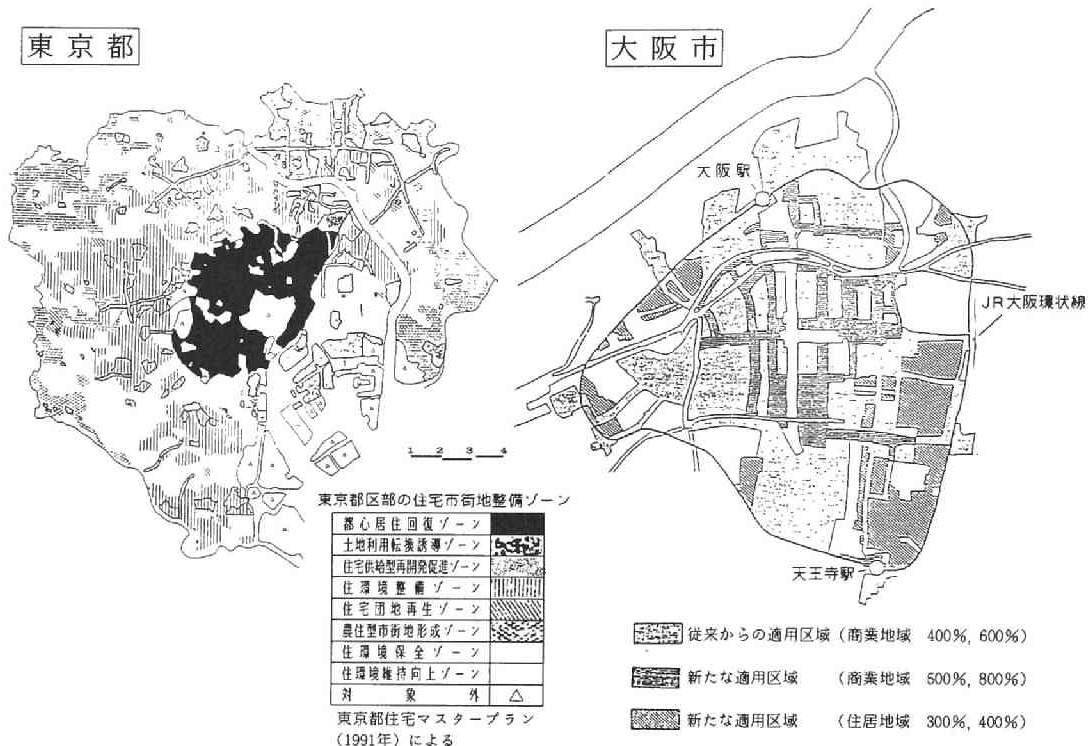 東京都
大阪市
大阪駅
JR大阪環状線
天王寺駅
1 2 3 4
東京都区部の住宅市街地整備ゾーン
都心居住回復ゾーン
土地利用転換誘導ゾーン
住宅供給型再開発促進ゾーン
住環境整備ゾーン
住宅団地再生ゾーン
農住型市街地形成ゾーン
住環境保全ゾーン
住環境維持向上ゾーン
対象外 △
東京都住宅マスタープラン
(1991年)による
従来からの適用区域(商業地域 400%, 600%)
新たな適用区域 (商業地域 500%, 800%)
新たな適用区域 (住居地域 300%, 400%)